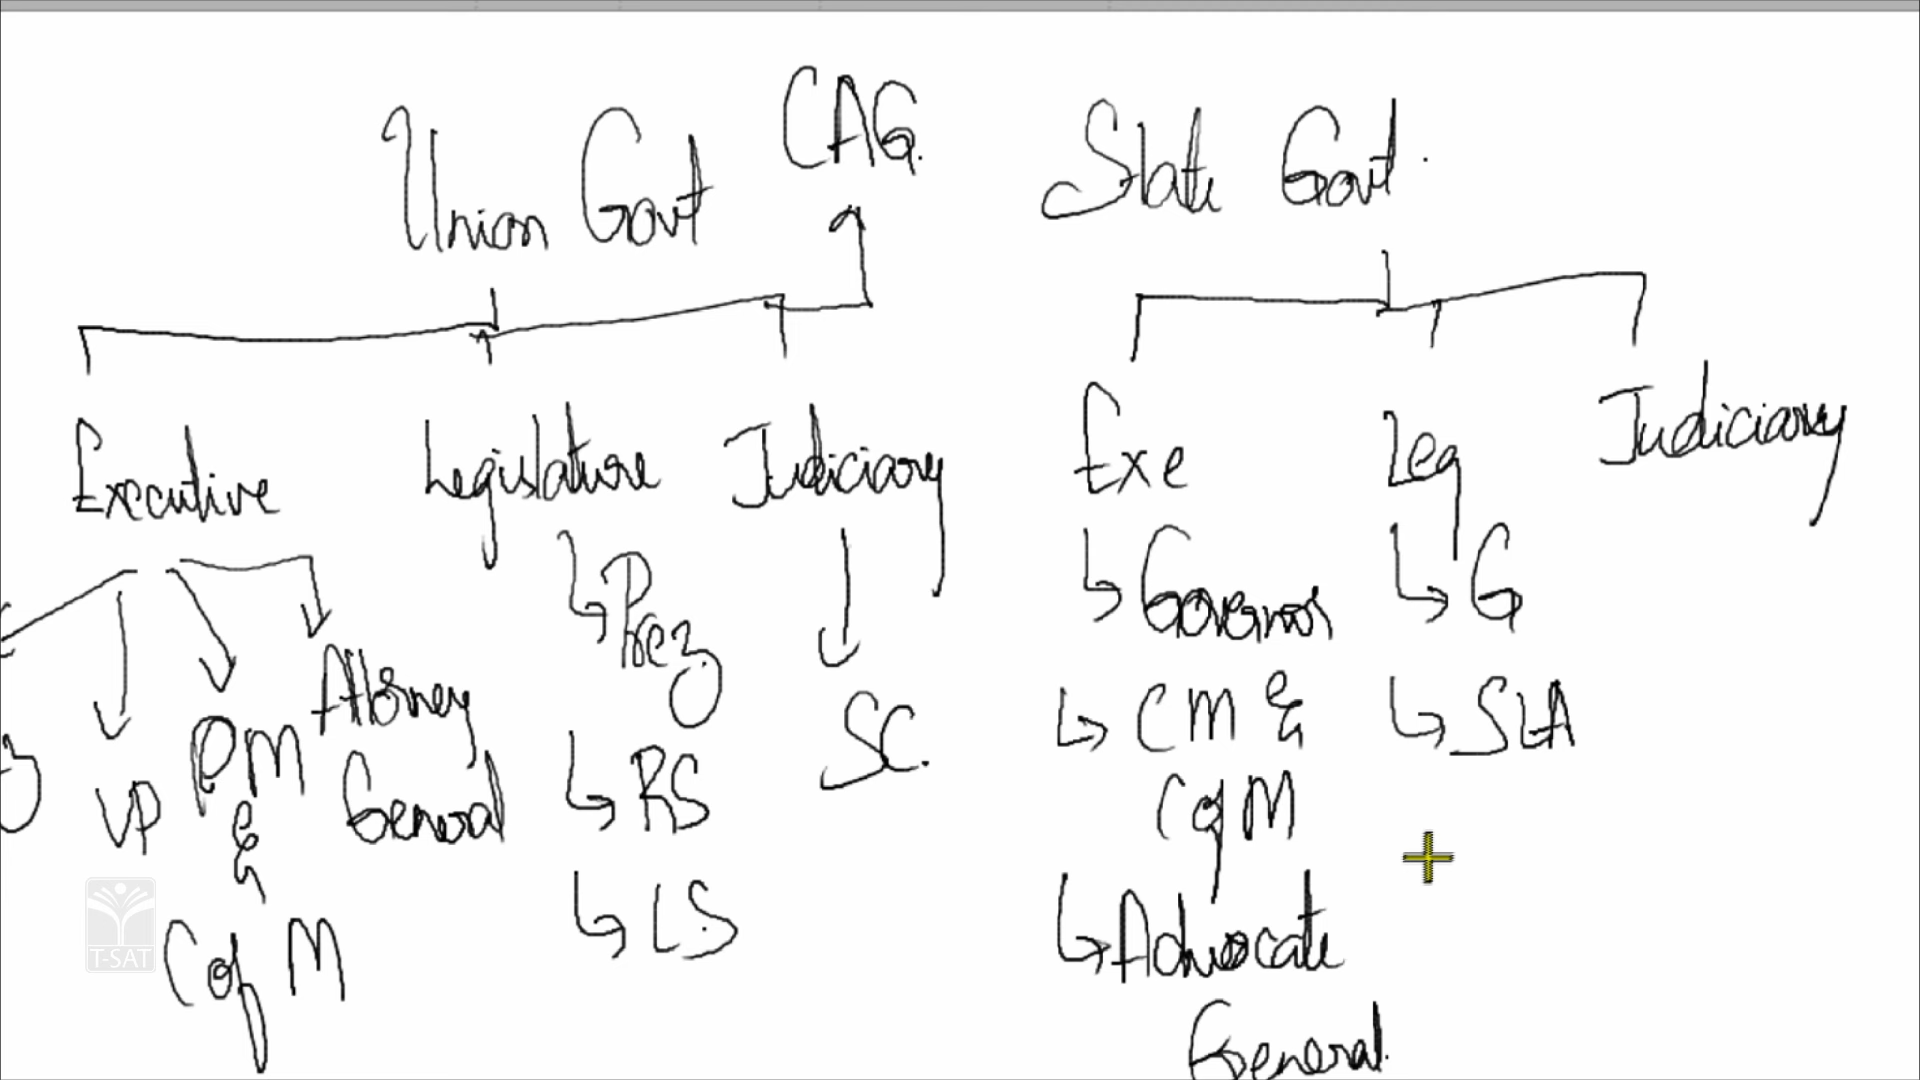 CAG.
Union Govt
State Govt.
Executive
Legislature
Judiciary
Exe
Leg
Judiciary
VP
PM
&
C of M
Attorney
General
Prez
RS
LS
SC.
Governor
CM &
C of M
Advocate
General
G
SLA
T-SAT